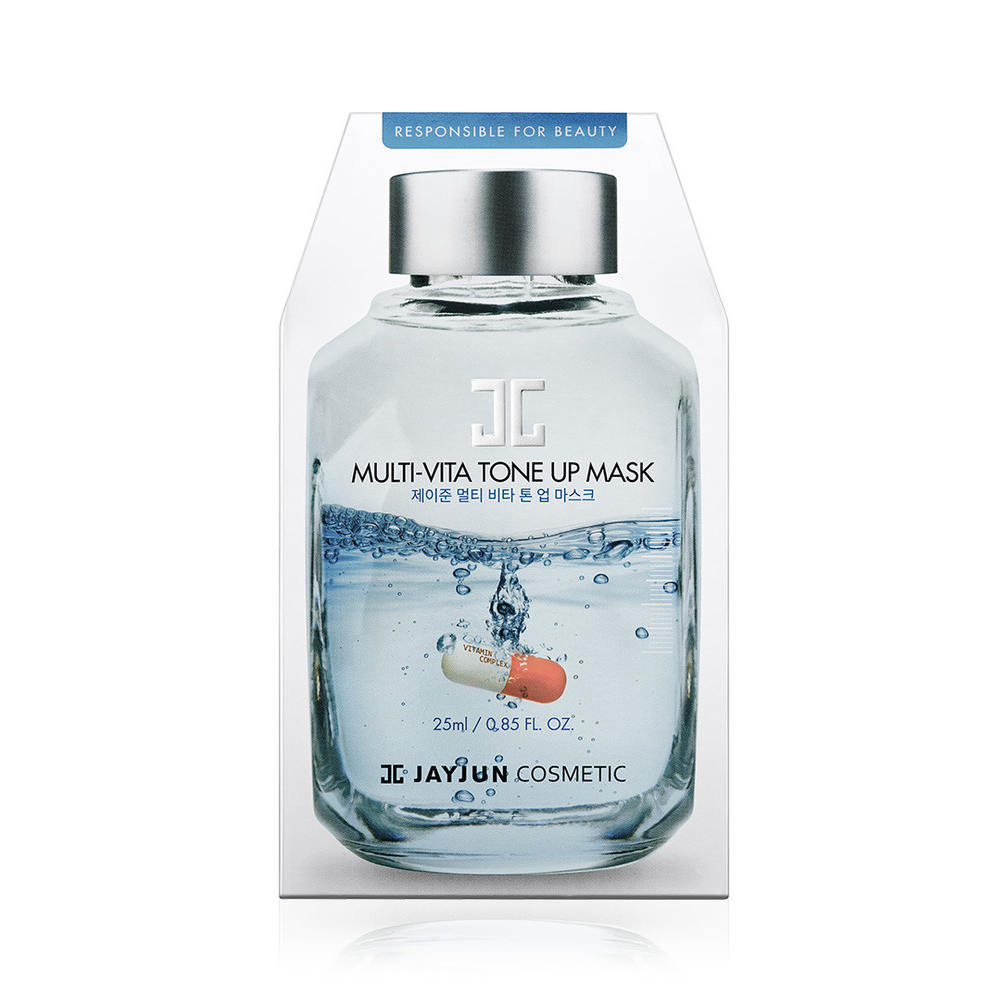 RESPONSIBLE FOR BEAUTY
MULTI-VITA TONE UP MASK
제이준 멀티 비타 톤 업 마스크
VITAMIN
COMPLEX
25ml / 0.85 FL. OZ.
JAYJUN COSMETIC